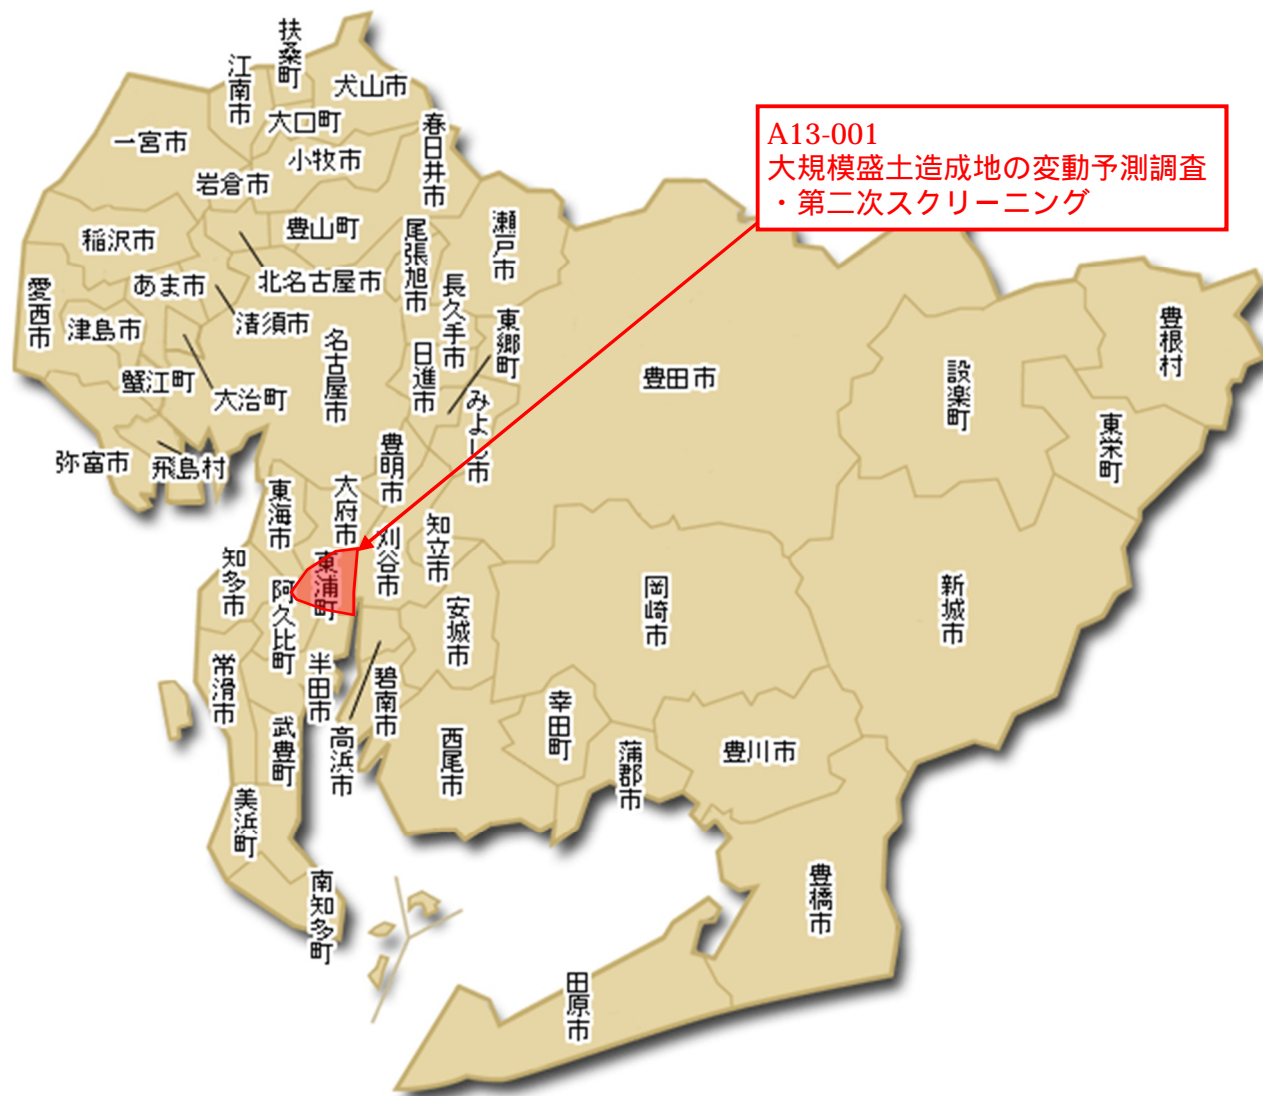 扶桑町
江南市
犬山市
大口町
一宮市
春日井市
小牧市
岩倉市
瀬戸市
豊山町
尾張旭市
稲沢市
北名古屋市
あま市
長久手市
愛西市
清須市
東郷町
津島市
名古屋市
日進市
蟹江町
大治町
みよし市
豊明市
弥富市
飛島村
東海市
大府市
知立市
刈谷市
知多市
東浦町
阿久比町
安城市
常滑市
半田市
碧南市
武豊町
高浜市
西尾市
美浜町
南知多町
A13-001
大規模盛土造成地の変動予測調査
・第二次スクリーニング
豊田市
設楽町
豊根村
東栄町
岡崎市
新城市
幸田町
蒲郡市
豊川市
豊橋市
田原市